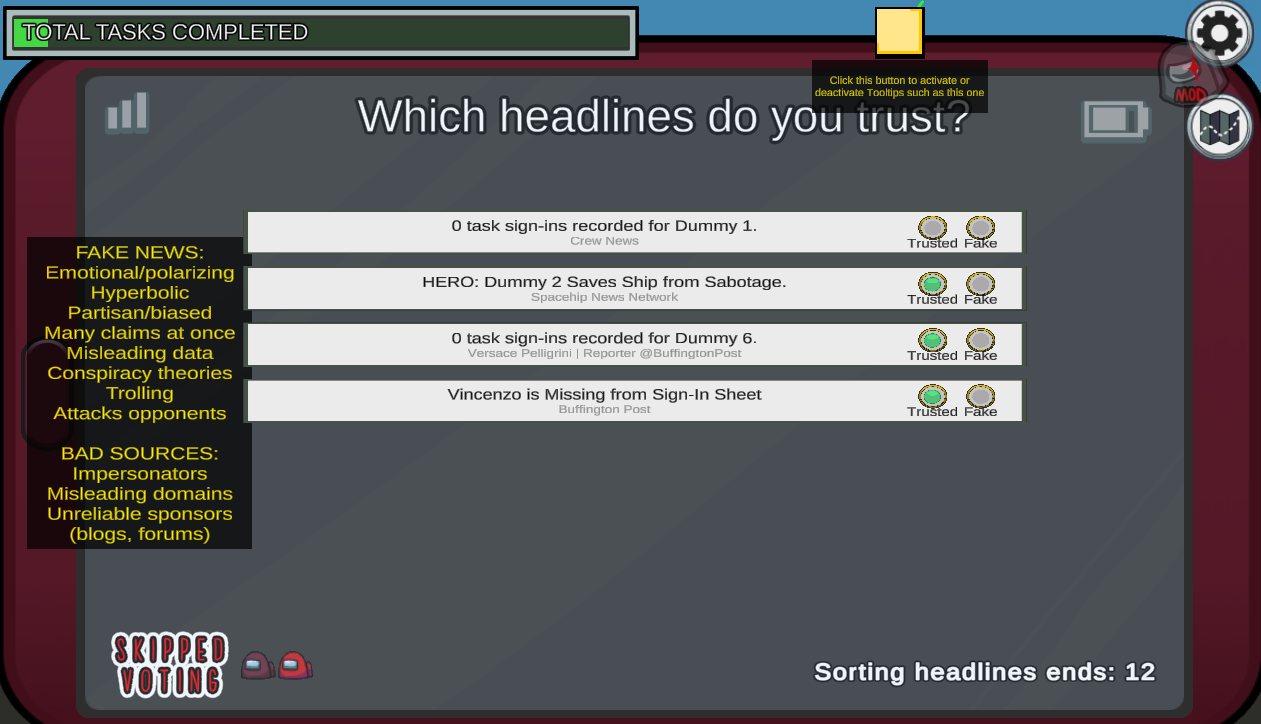 TOTAL TASKS COMPLETED
Click this button to activate or
deactivate Tooltips such as this one
MOD
Which headlines do you trust?
0 task sign-ins recorded for Dummy 1.
Crew News
Trusted Fake
HERO: Dummy 2 Saves Ship from Sabotage.
Spaceship News Network
Trusted Fake
0 task sign-ins recorded for Dummy 6.
Versace Pelligrini | Reporter @BuffingtonPost
Trusted Fake
Vincenzo is Missing from Sign-In Sheet
Buffington Post
Trusted Fake
FAKE NEWS:
Emotional/polarizing
Hyperbolic
Partisan/biased
Many claims at once
Misleading data
Conspiracy theories
Trolling
Attacks opponents
BAD SOURCES:
Impersonators
Misleading domains
Unreliable sponsors
(blogs, forums)
SKIPPED
VOTING
Sorting headlines ends: 12